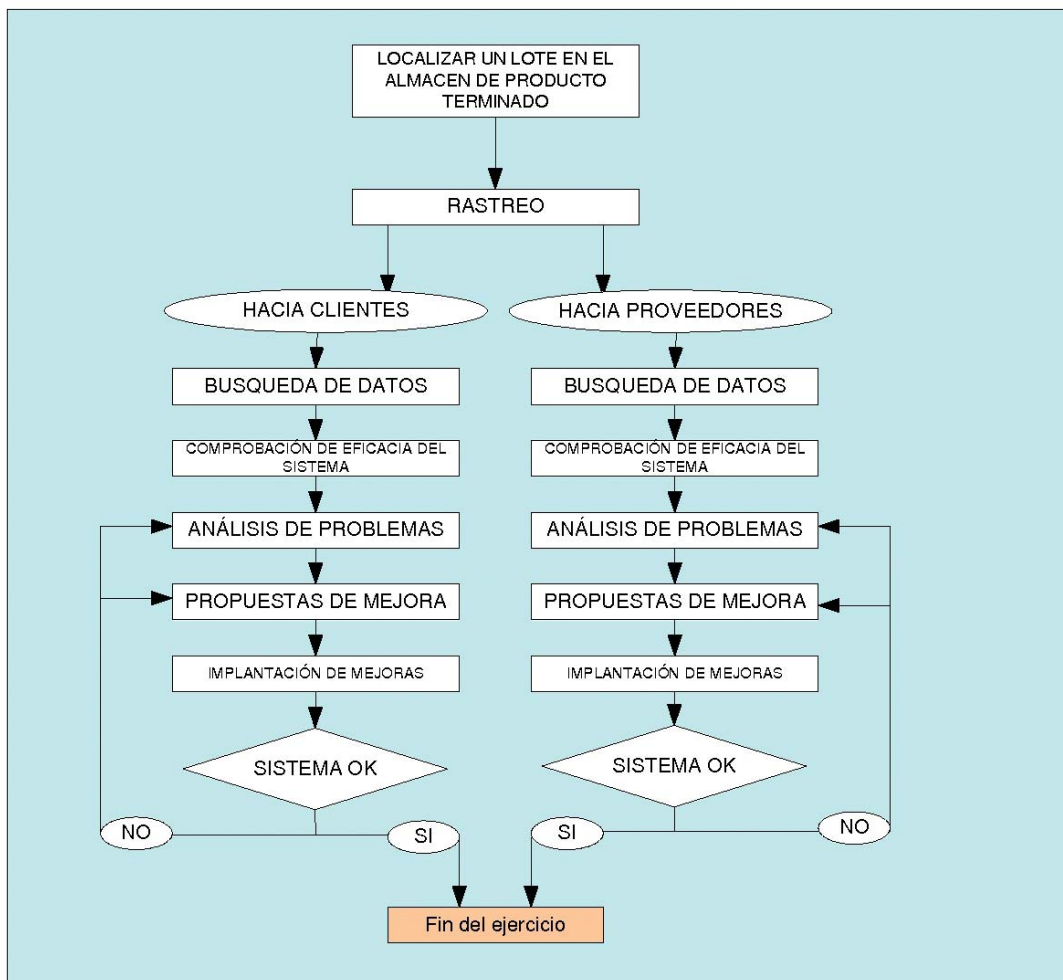 LOCALIZAR UN LOTE EN EL
ALMACEN DE PRODUCTO
TERMINADO
RASTREO
HACIA CLIENTES
HACIA PROVEEDORES
BUSQUEDA DE DATOS
BUSQUEDA DE DATOS
COMPROBACIÓN DE EFICACIA DEL
SISTEMA
COMPROBACIÓN DE EFICACIA DEL
SISTEMA
ANÁLISIS DE PROBLEMAS
ANÁLISIS DE PROBLEMAS
PROPUESTAS DE MEJORA
PROPUESTAS DE MEJORA
IMPLANTACIÓN DE MEJORAS
IMPLANTACIÓN DE MEJORAS
SISTEMA OK
SISTEMA OK
NO
SI
SI
NO
Fin del ejercicio